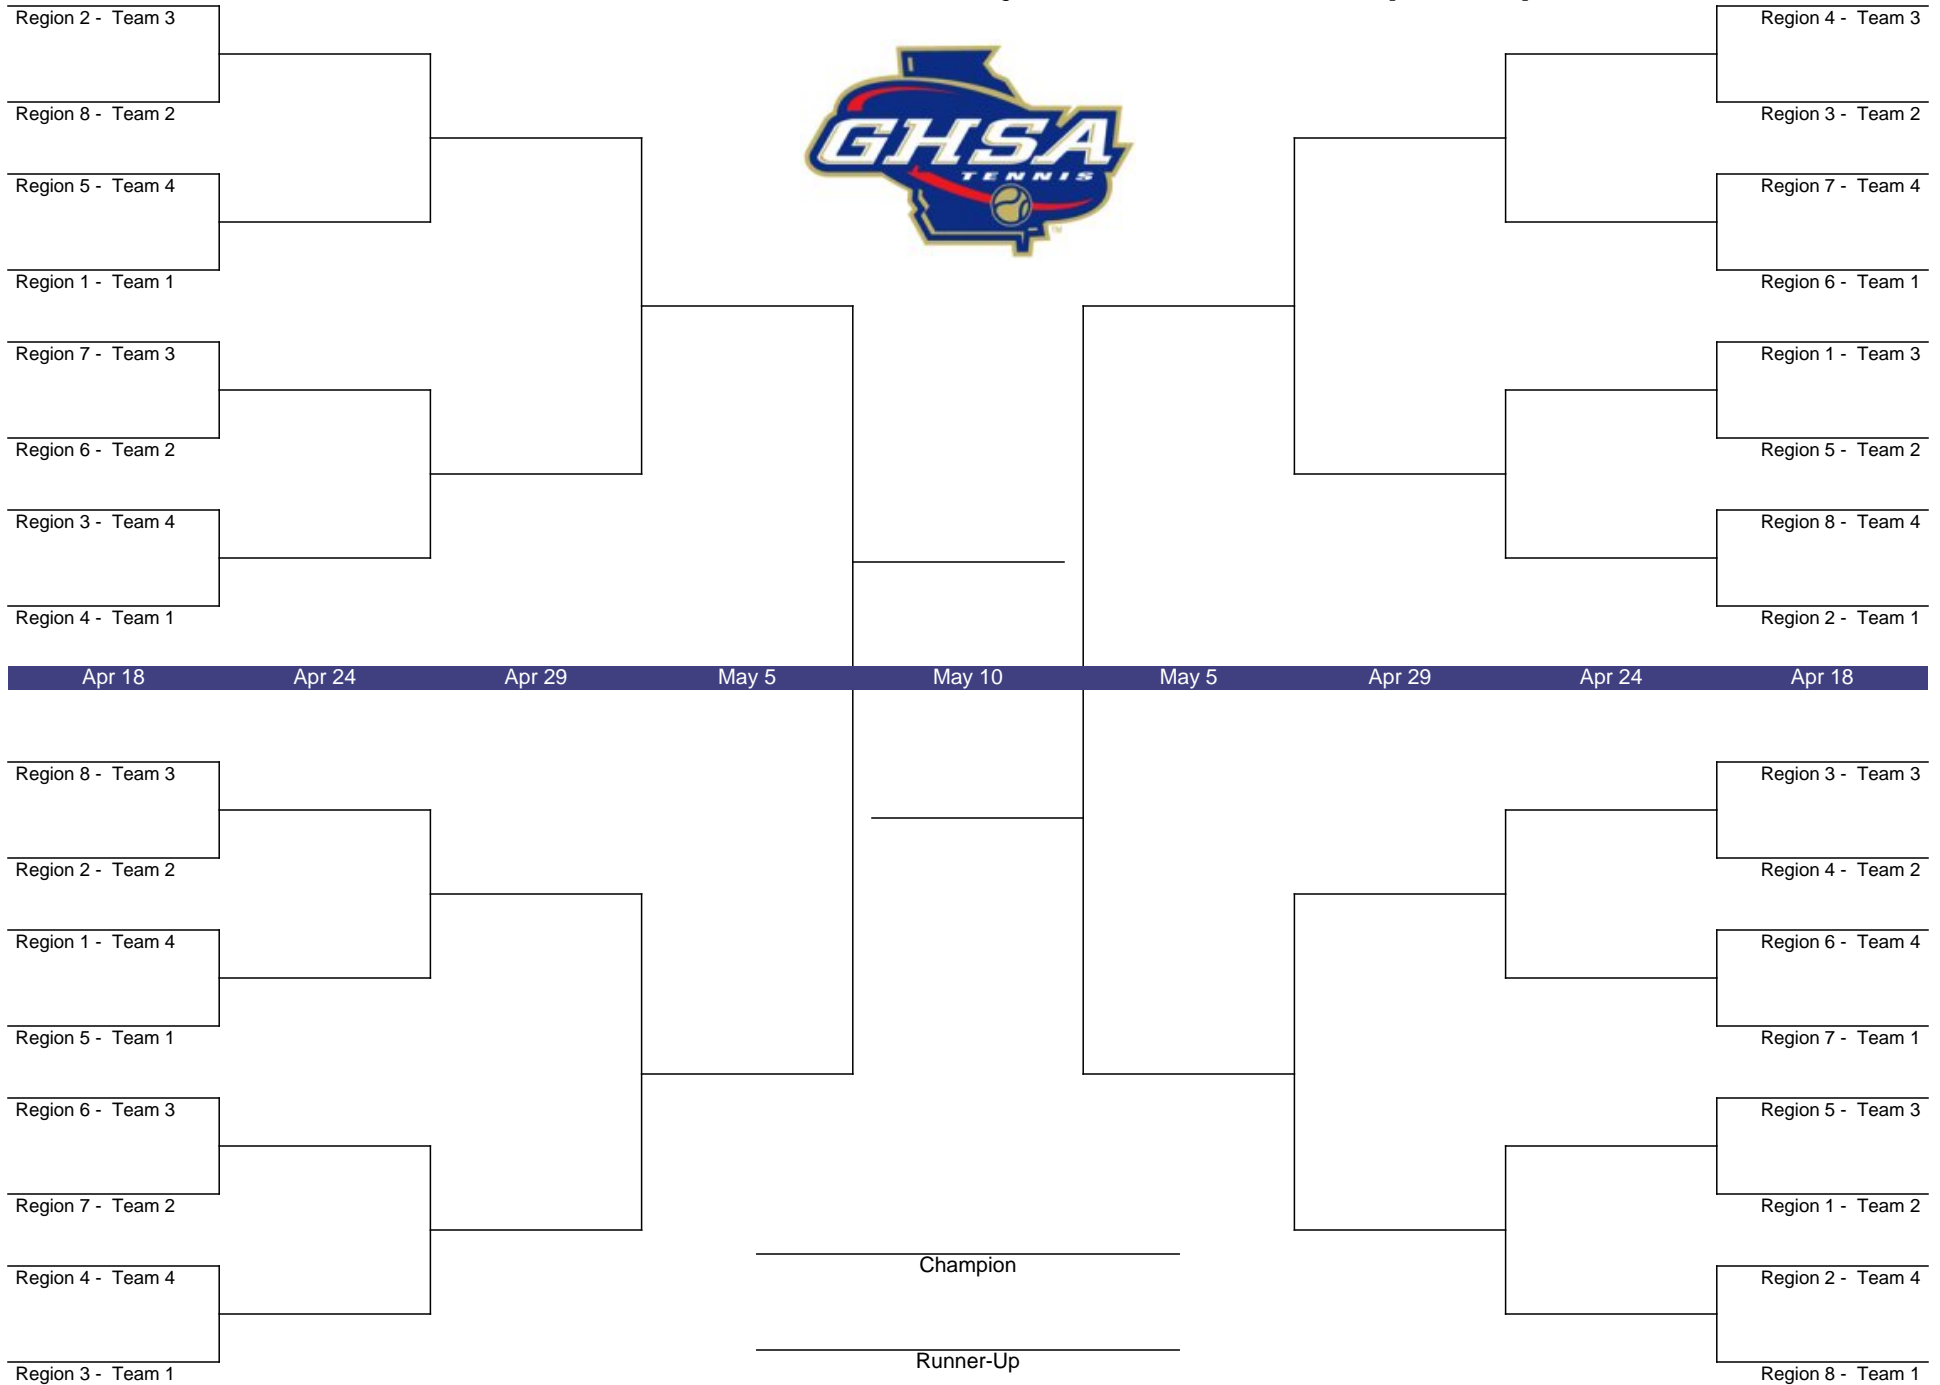 Region 2 - Team 3
Region 4 - Team 3
Region 8 - Team 2
Region 3 - Team 2
GHSA
TENNIS
TM
Region 5 - Team 4
Region 7 - Team 4
Region 1 - Team 1
Region 6 - Team 1
Region 7 - Team 3
Region 1 - Team 3
Region 6 - Team 2
Region 5 - Team 2
Region 3 - Team 4
Region 8 - Team 4
Region 4 - Team 1
Region 2 - Team 1
Apr 18 Apr 24 Apr 29 May 5 May 10 May 5 Apr 29 Apr 24 Apr 18
Region 8 - Team 3
Region 3 - Team 3
Region 2 - Team 2
Region 4 - Team 2
Region 1 - Team 4
Region 6 - Team 4
Region 5 - Team 1
Region 7 - Team 1
Region 6 - Team 3
Region 5 - Team 3
Region 7 - Team 2
Region 1 - Team 2
Champion
Region 4 - Team 4
Region 2 - Team 4
Runner-Up
Region 3 - Team 1
Region 8 - Team 1